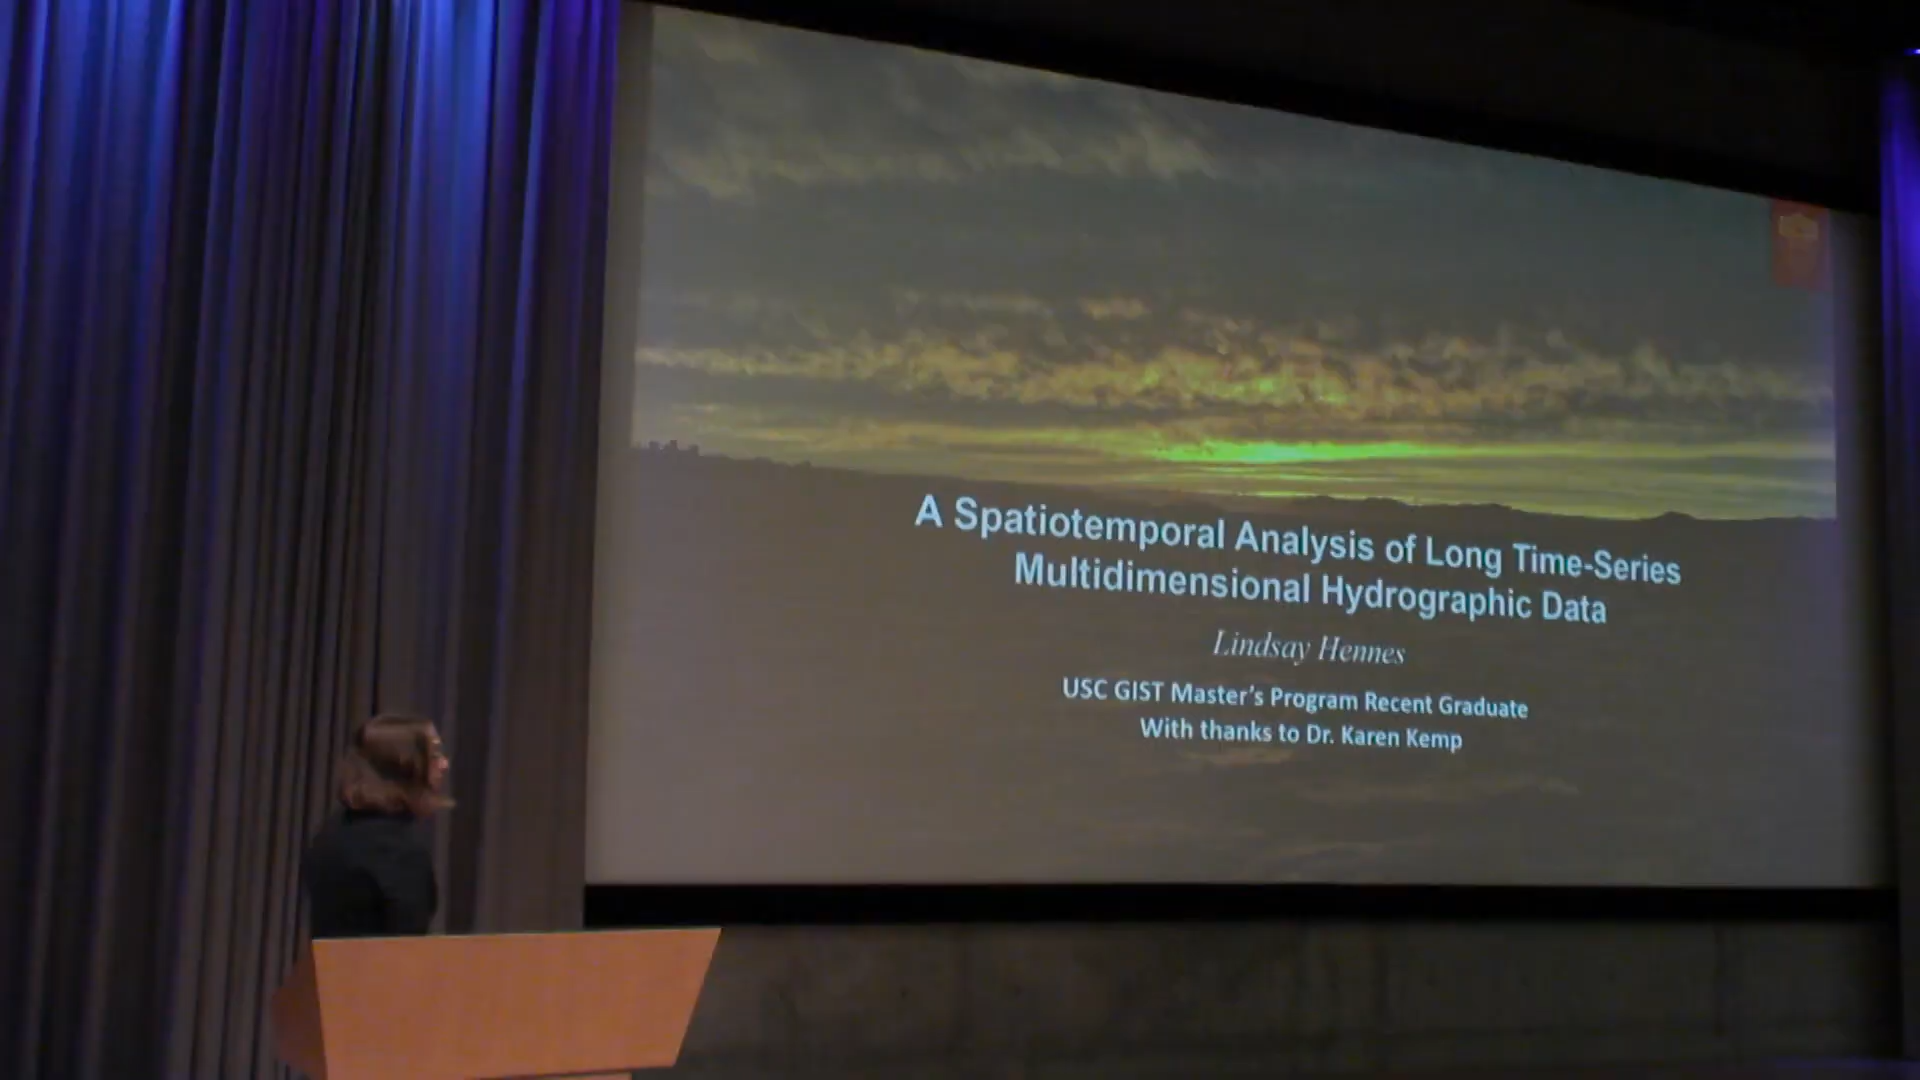 A Spatiotemporal Analysis of Long Time-Series
Multidimensional Hydrographic Data
Lindsay Hennes
USC GIST Master's Program Recent Graduate
With thanks to Dr. Karen Kemp